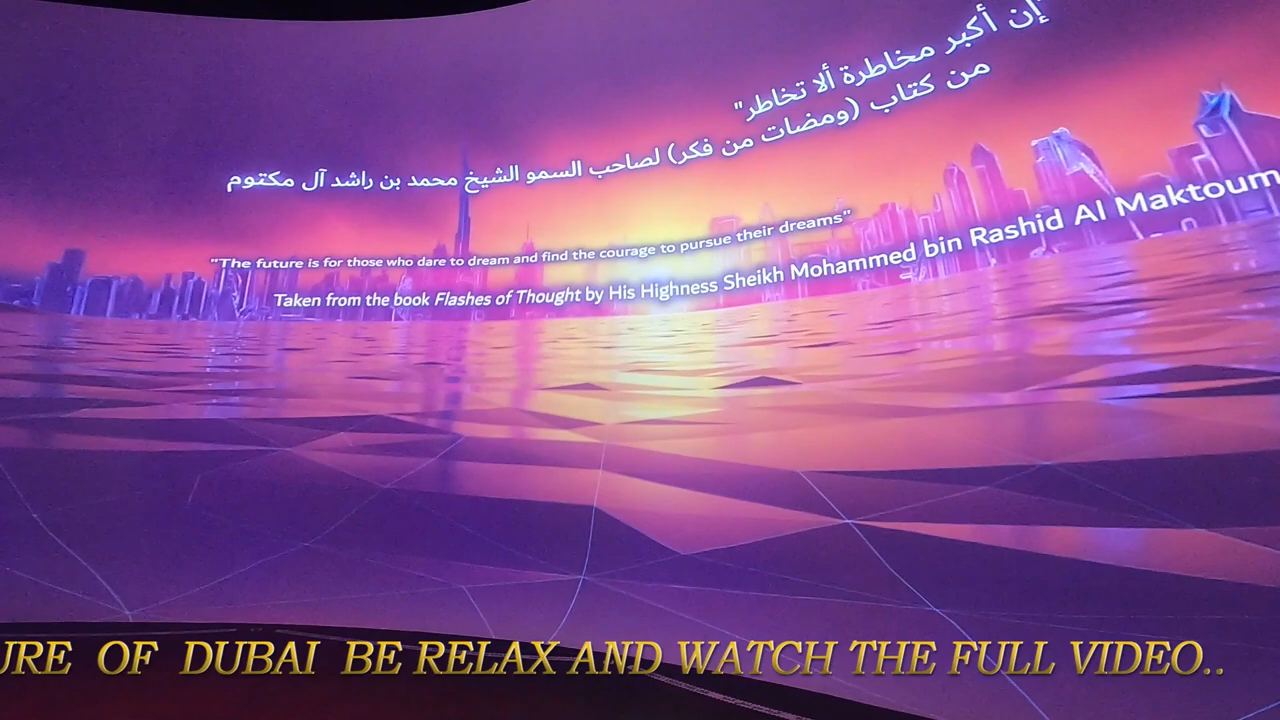 "إن أكبر مخاطرة ألا تخاطر"
من كتاب (ومضات من فكر) لصاحب السمو الشيخ محمد بن راشد آل مكتوم
"The future is for those who dare to dream and find the courage to pursue their dreams"
Taken from the book Flashes of Thought by His Highness Sheikh Mohammed bin Rashid Al Maktoum
URE OF DUBAI BE RELAX AND WATCH THE FULL VIDEO..